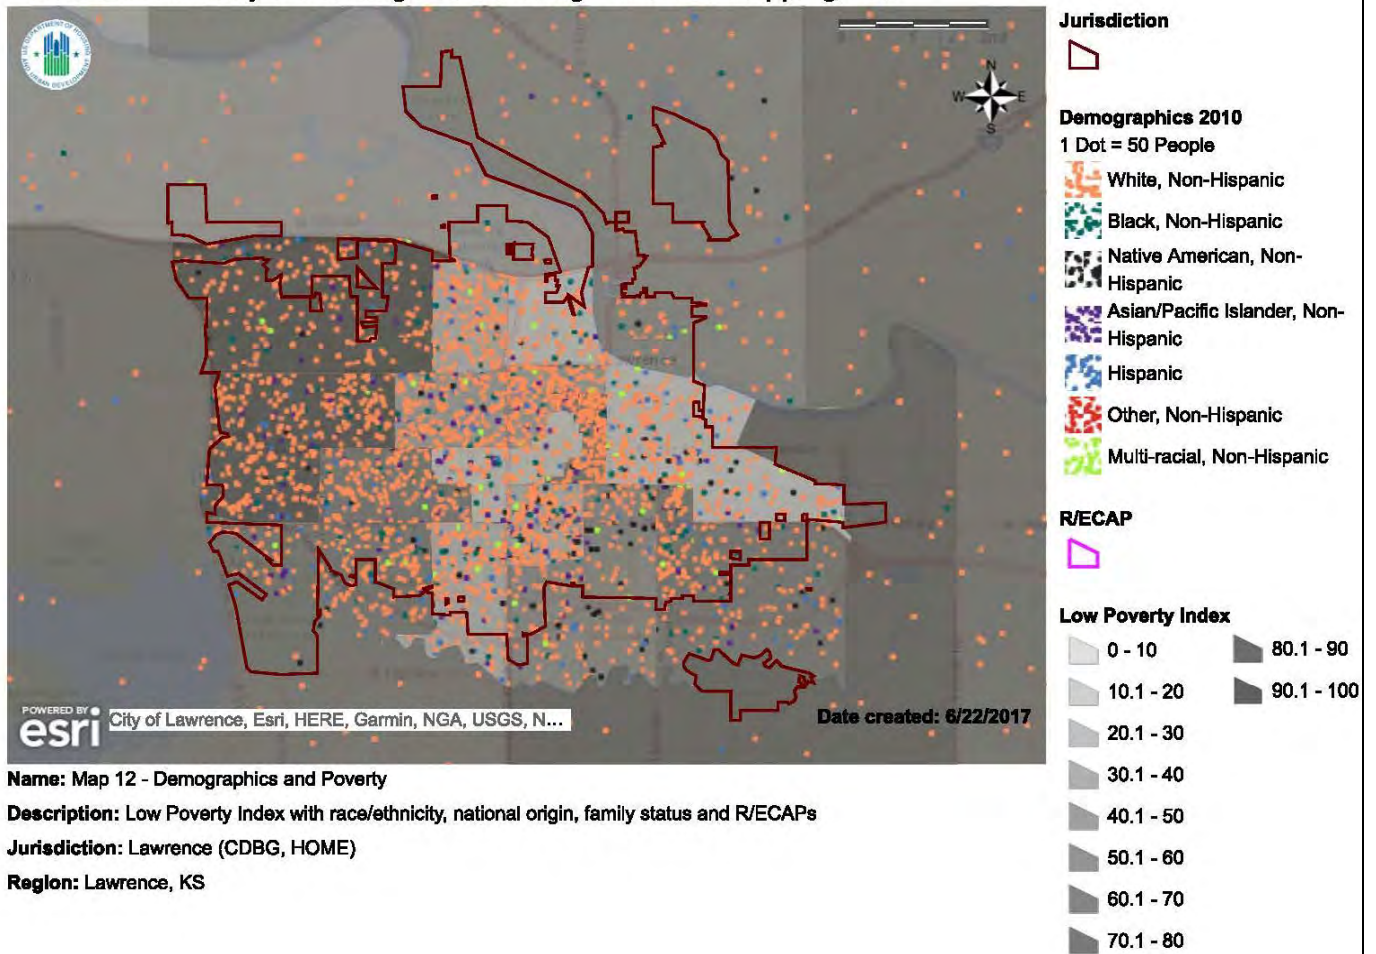 Jurisdiction
N
W E
S
Demographics 2010
1 Dot = 50 People
White, Non-Hispanic
Black, Non-Hispanic
Native American, Non-
Hispanic
Asian/Pacific Islander, Non-
Hispanic
Hispanic
Other, Non-Hispanic
Multi-racial, Non-Hispanic
R/ECAP
Low Poverty Index
0 - 10
10.1 - 20
20.1 - 30
30.1 - 40
40.1 - 50
50.1 - 60
60.1 - 70
70.1 - 80
80.1 - 90
90.1 - 100
POWERED BY
esri
City of Lawrence, Esri, HERE, Garmin, NGA, USGS, N...
Date created: 6/22/2017
Name: Map 12 - Demographics and Poverty
Description: Low Poverty Index with race/ethnicity, national origin, family status and R/ECAPs
Jurisdiction: Lawrence (CDBG, HOME)
Region: Lawrence, KS